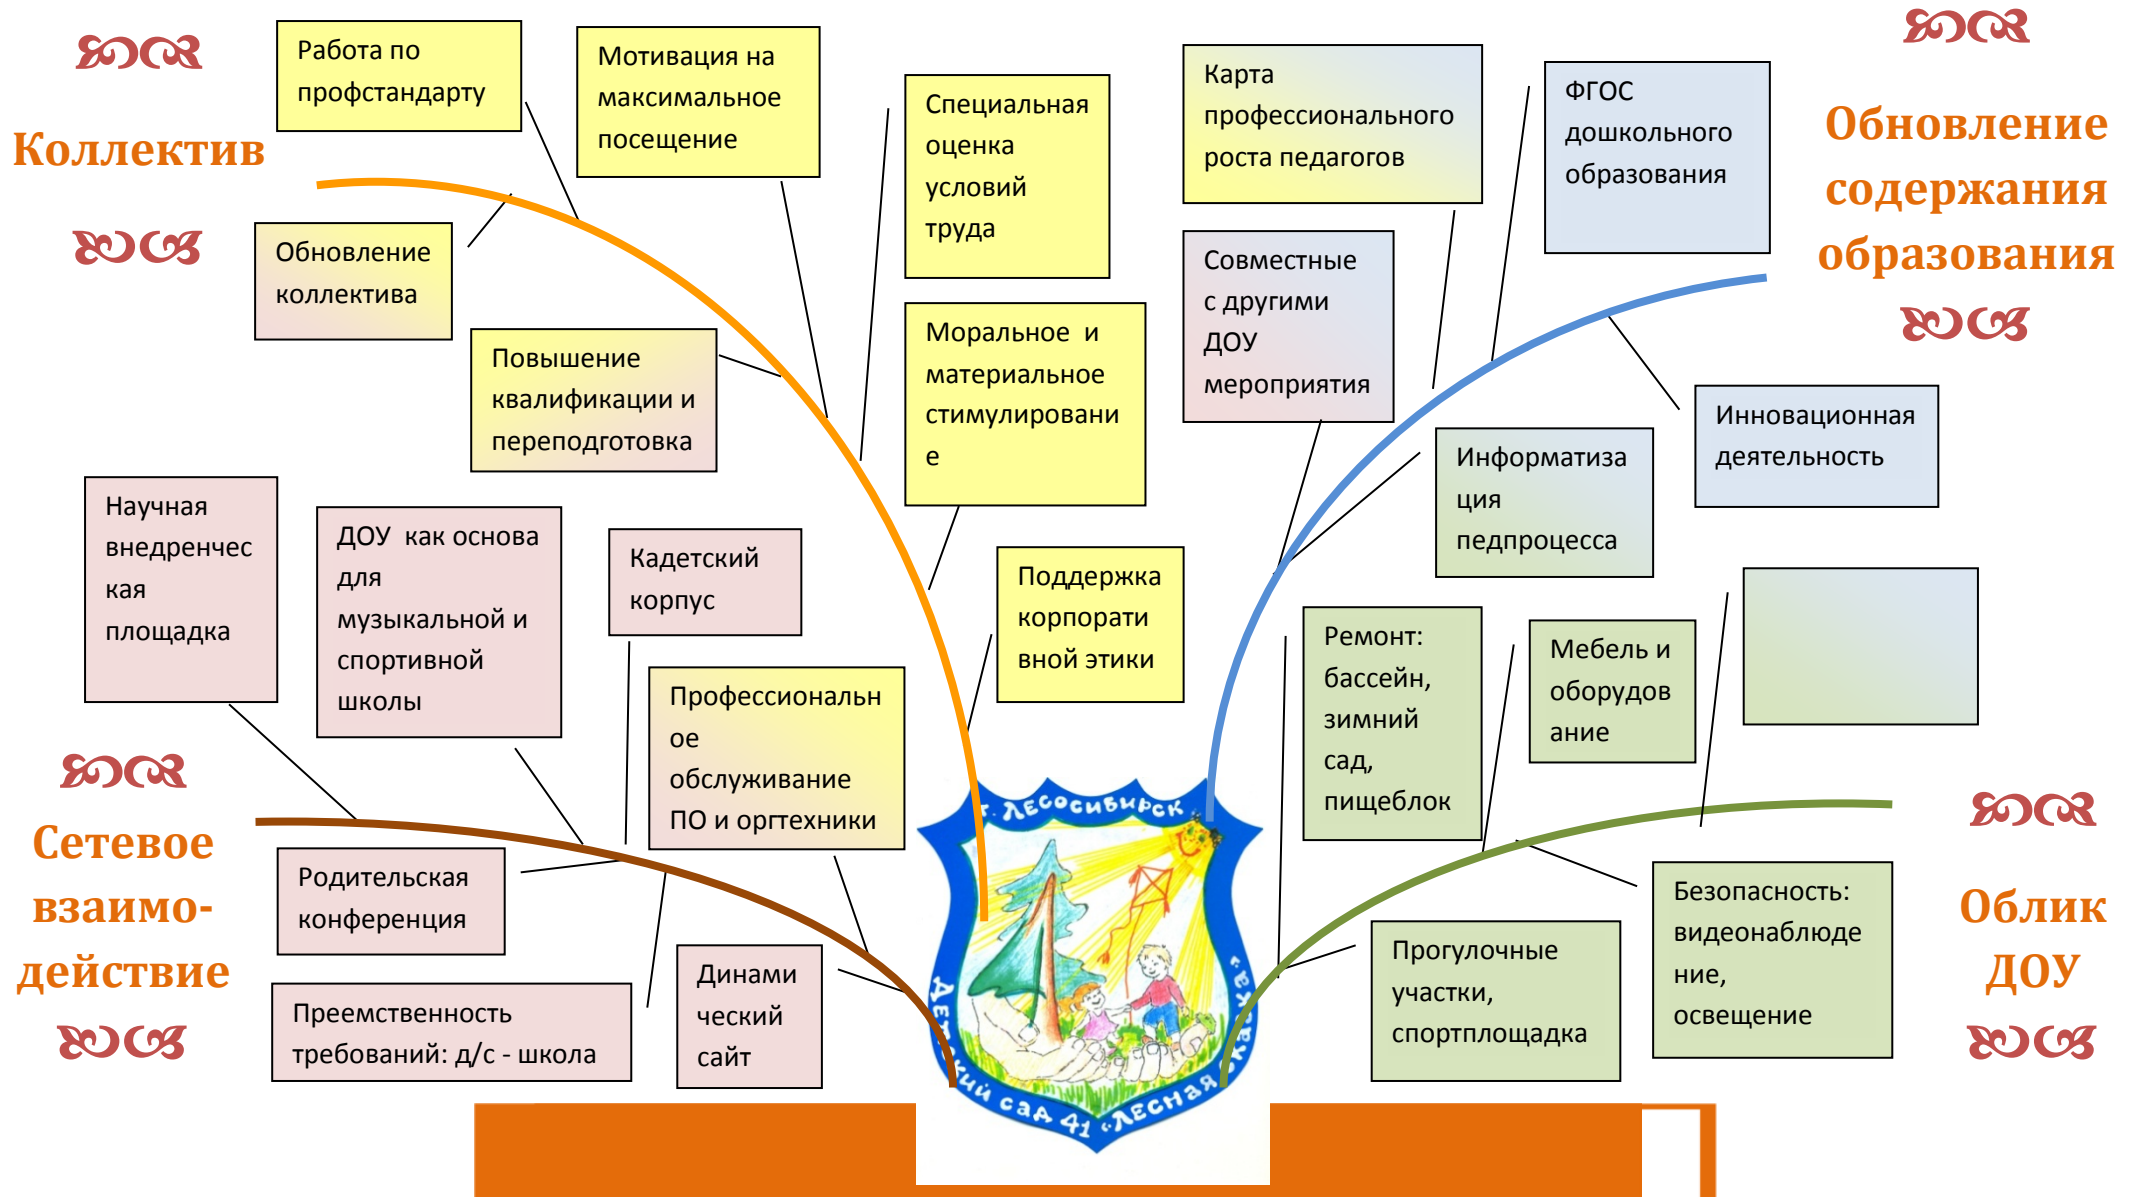 Коллектив
Работа по
профстандарту
Мотивация на
максимальное
посещение
Специальная
оценка
условий
труда
Обновление
коллектива
Повышение
квалификации и
переподготовка
Моральное  и
материальное
стимулировани
е
Поддержка
корпорати
вной этики
Карта
профессионального
роста педагогов
ФГОС
дошкольного
образования
Обновление
содержания
образования
Совместные
с другими
ДОУ
мероприятия
Информатиза
ция
педпроцесса
Инновационная
деятельность
Научная
внедренчес
кая
площадка
ДОУ  как основа
для
музыкальной и
спортивной
школы
Кадетский
корпус
Профессиональн
ое
обслуживание
ПО и оргтехники
Сетевое
взаимо-
действие
Родительская
конференция
Преемственность
требований: д/с - школа
Динами
ческий
сайт
Ремонт:
бассейн,
зимний
сад,
пищеблок
Мебель и
оборудов
ание
Безопасность:
видеонаблюде
ние,
освещение
Прогулочные
участки,
спортплощадка
Облик
ДОУ
г. Лесосибирск
Детский сад 41 «Лесная сказка»